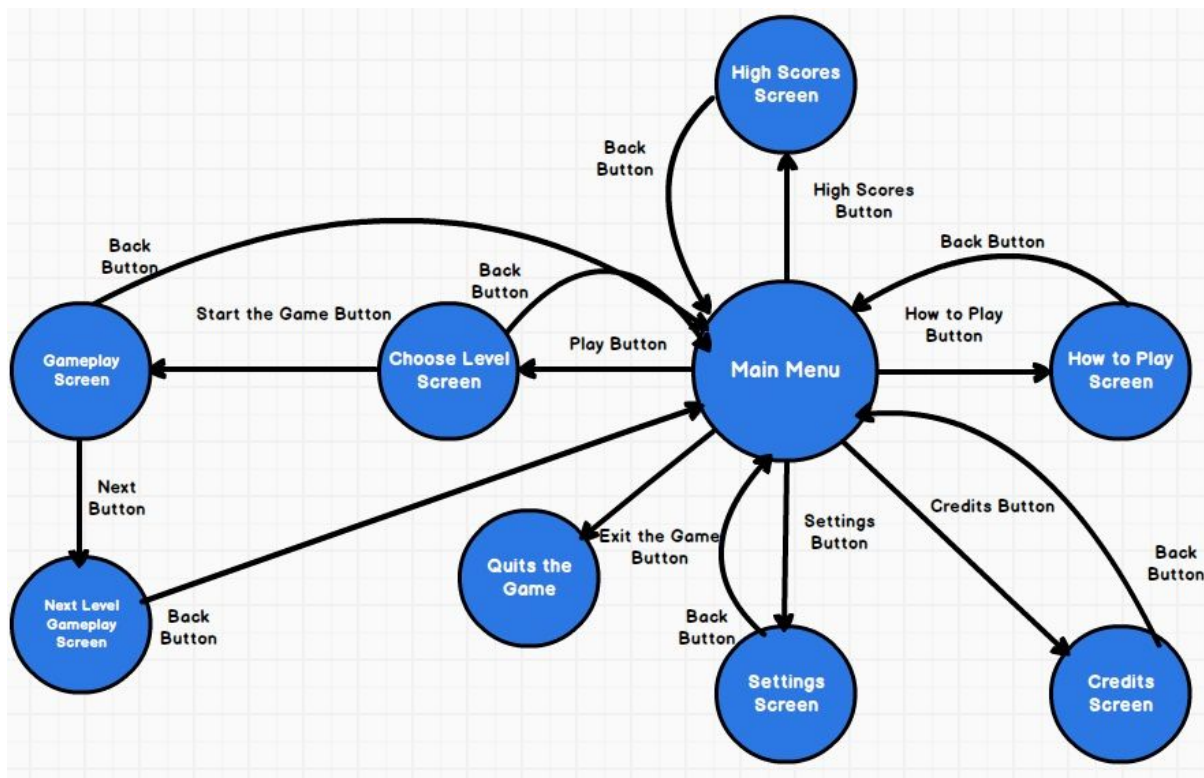 High Scores
Screen
Back
Button
High Scores
Button
Back
Button
Back Button
Back
Button
Start the Game Button
Play Button
How to Play
Button
Gameplay
Screen
Choose Level
Screen
Main Menu
How to Play
Screen
Next
Button
Exit the Game
Button
Settings
Button
Credits Button
Quits the
Game
Back
Button
Next Level
Gameplay
Screen
Back
Button
Back
Button
Settings
Screen
Credits
Screen